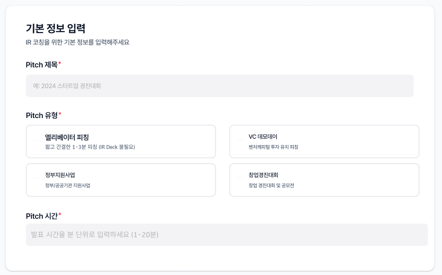 기본 정보 입력
IR 코칭을 위한 기본 정보를 입력해주세요
Pitch 제목*
예: 2024 스타트업 경진대회
Pitch 유형*
엘리베이터 피칭
짧고 간결한 1-3분 피칭 (IR Deck 불필요)
VC 데모데이
벤처캐피탈 투자 유치 피칭
정부지원사업
정부/공공기관 지원사업
창업경진대회
창업 경진대회 및 공모전
Pitch 시간*
발표 시간을 분 단위로 입력하세요 (1-20분)